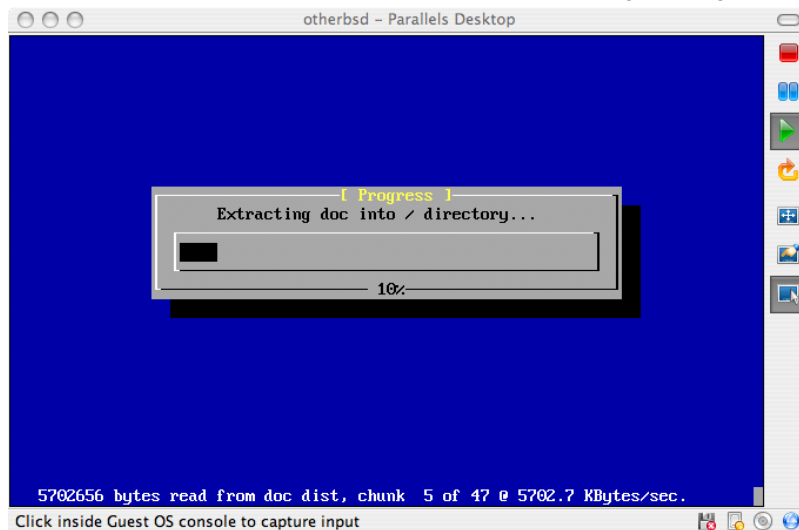 otherbsd – Parallels Desktop
[ Progress ]
Extracting doc into / directory...
10%
5702656 bytes read from doc dist, chunk  5 of 47 @ 5702.7 KBytes/sec.
Click inside Guest OS console to capture input